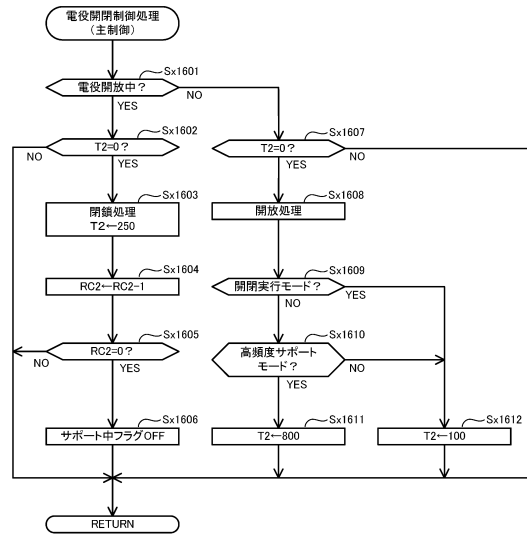 電役開閉制御処理
(主制御)
Sx1601
電役開放中？
NO
YES
Sx1602
T2=0？
NO
YES
Sx1607
T2=0？
NO
YES
Sx1603
閉鎖処理
T2←250
Sx1608
開放処理
Sx1604
RC2←RC2-1
Sx1609
開閉実行モード？
YES
NO
Sx1605
RC2=0？
NO
YES
Sx1610
高頻度サポート
モード？
NO
YES
Sx1606
サポート中フラグOFF
Sx1611
T2←800
Sx1612
T2←100
RETURN